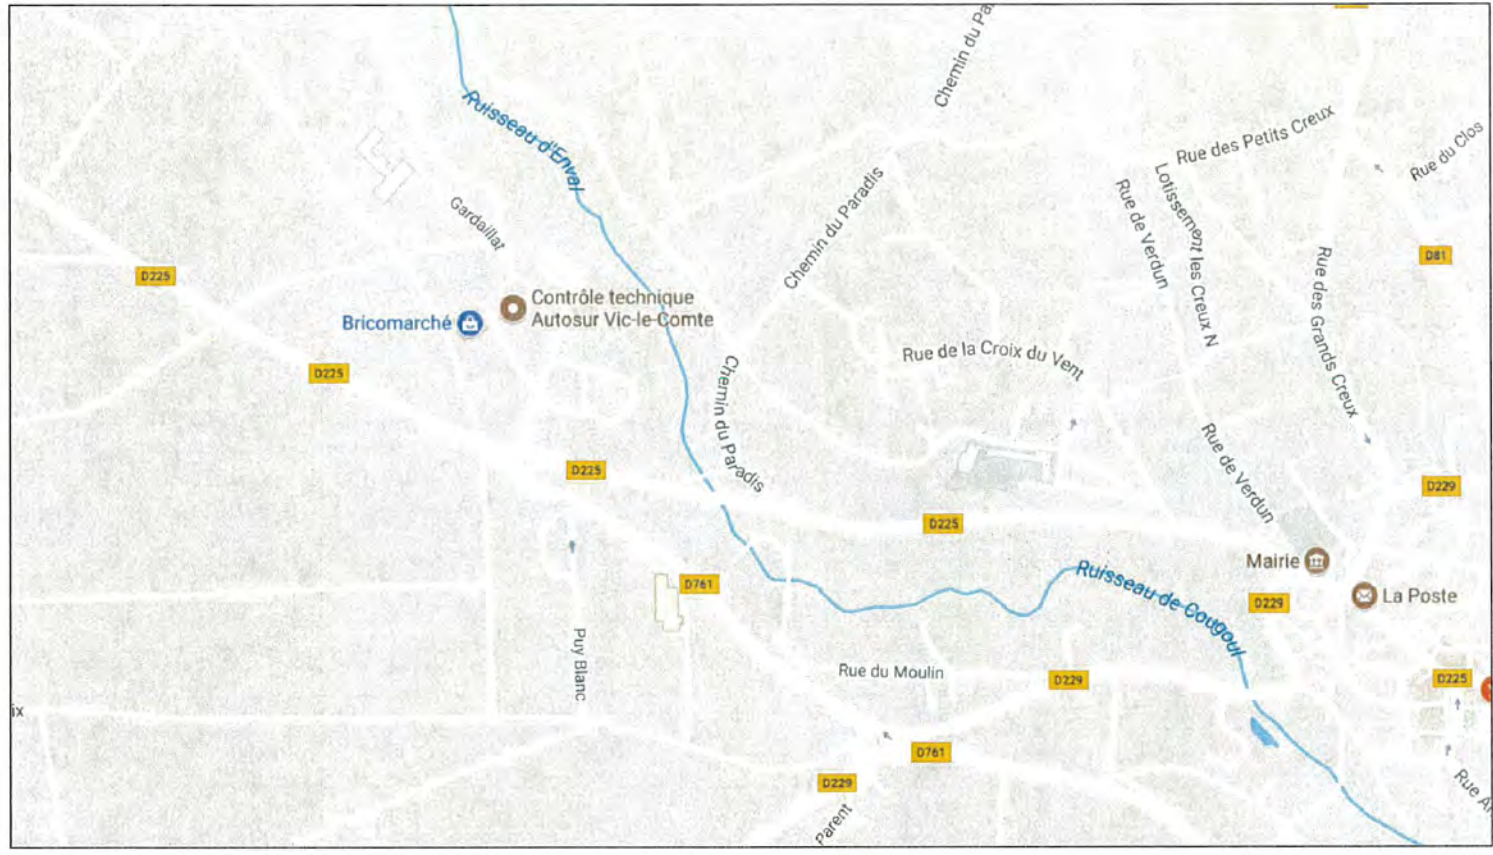 Chemin du Pa
Ruisseau d'Enval
Rue des Petits Creux
Rue du Clos
Chemin du Paradis
Rue de Verdun
Lotissement les Creux N
Gardaillat
D225
D81
Rue des Grands Creux
Contrôle technique
Autosur Vic-le-Comte
Bricomarché
Rue de la Croix du Vent
D225
Chemin du Paradis
Rue de Verdun
D225
D229
D225
Mairie
Ruisseau de Cougoul
D761
La Poste
D229
Puy Blanc
Rue du Moulin
D229
D225
ix
D761
D229
Parent
Rue A